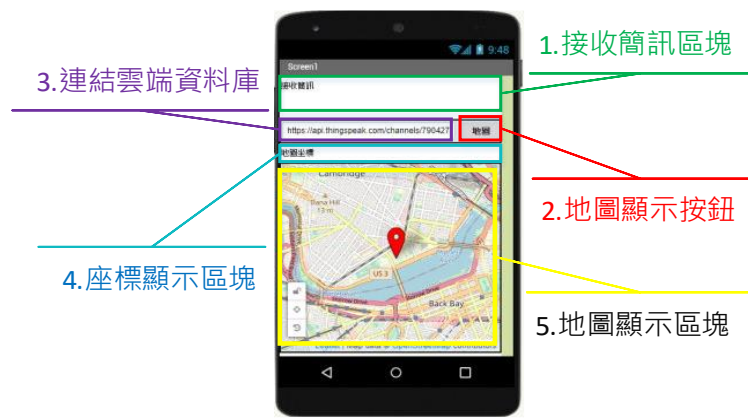 1.接收簡訊區塊
3.連結雲端資料庫
9:48
Screen1
接收簡訊
https://api.thingspeak.com/channels/790427
地圖
地圖坐標
2.地圖顯示按鈕
4.座標顯示區塊
5.地圖顯示區塊
Cambridge
Dana Hill
13 m
US 3
Back Bay